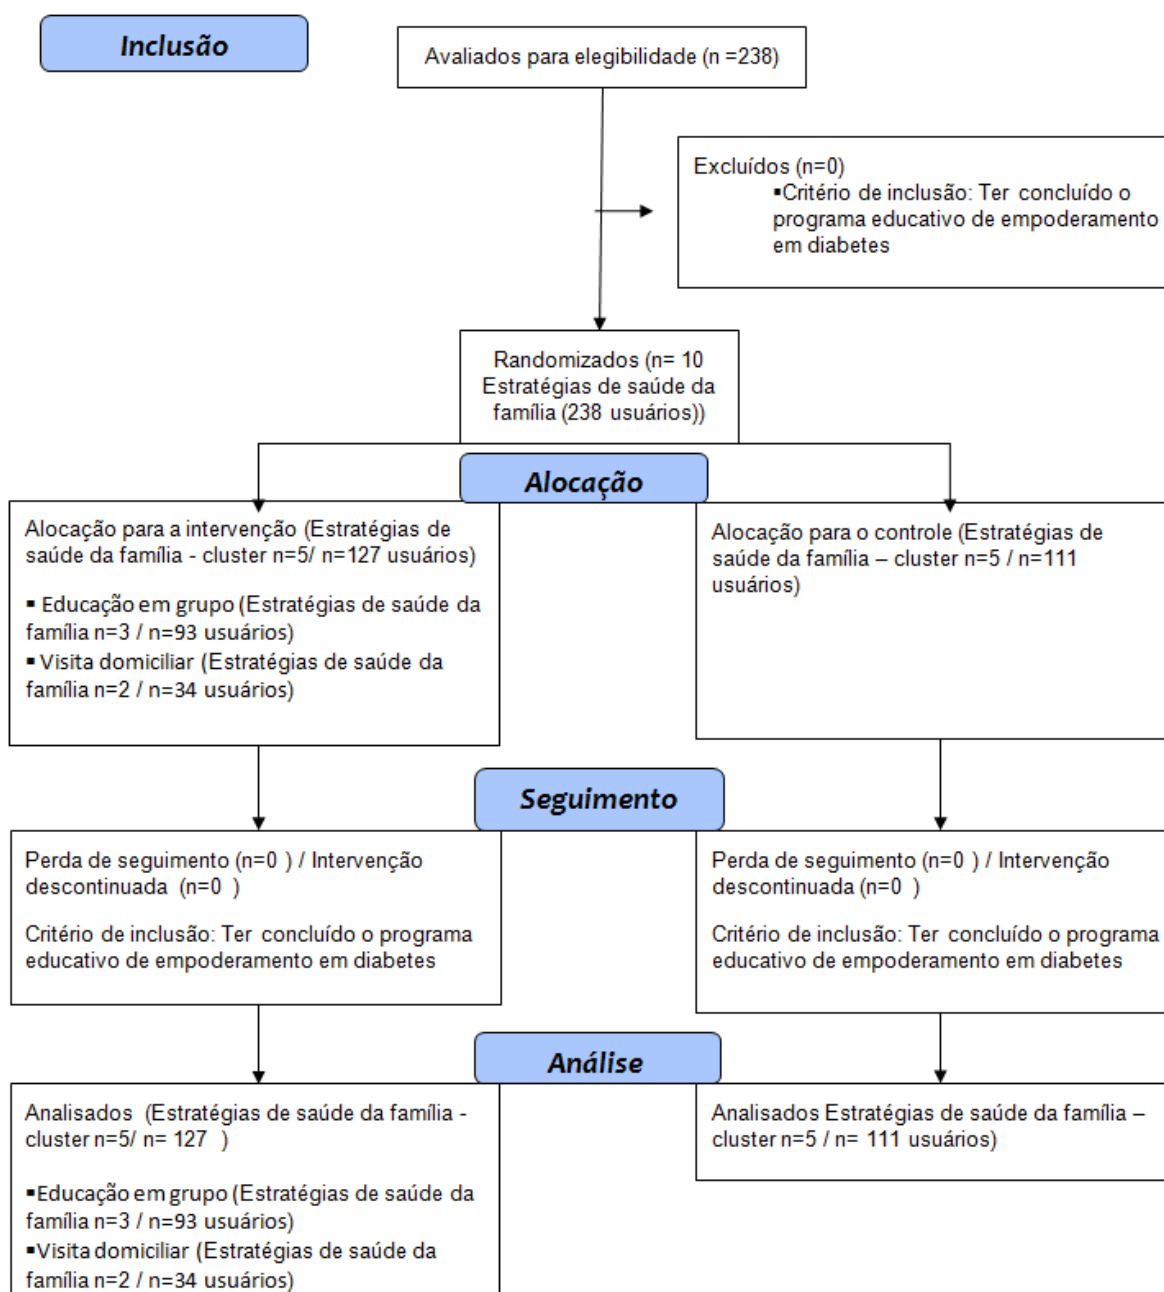 Inclusão
Avaliados para elegibilidade (n =238)
Excluídos (n=0)
▪Critério de inclusão: Ter concluído o
programa educativo de empoderamento
em diabetes
Randomizados (n= 10
Estratégias de saúde da
família (238 usuários))
Alocação
Alocação para a intervenção (Estratégias de
saúde da família - cluster n=5/ n=127 usuários)
▪ Educação em grupo (Estratégias de saúde da
família n=3 / n=93 usuários)
▪ Visita domiciliar (Estratégias de saúde da
família n=2 / n=34 usuários)
Alocação para o controle (Estratégias de
saúde da família – cluster n=5 / n=111
usuários)
Seguimento
Perda de seguimento (n=0 ) / Intervenção
descontinuada (n=0 )
Critério de inclusão: Ter concluído o programa
educativo de empoderamento em diabetes
Perda de seguimento (n=0 ) / Intervenção
descontinuada (n=0 )
Critério de inclusão: Ter concluído o programa
educativo de empoderamento em diabetes
Análise
Analisados (Estratégias de saúde da família -
cluster n=5/ n= 127 )
▪Educação em grupo (Estratégias de saúde da
família n=3 / n=93 usuários)
▪Visita domiciliar (Estratégias de saúde da
família n=2 / n=34 usuários)
Analisados Estratégias de saúde da família –
cluster n=5 / n= 111 usuários)